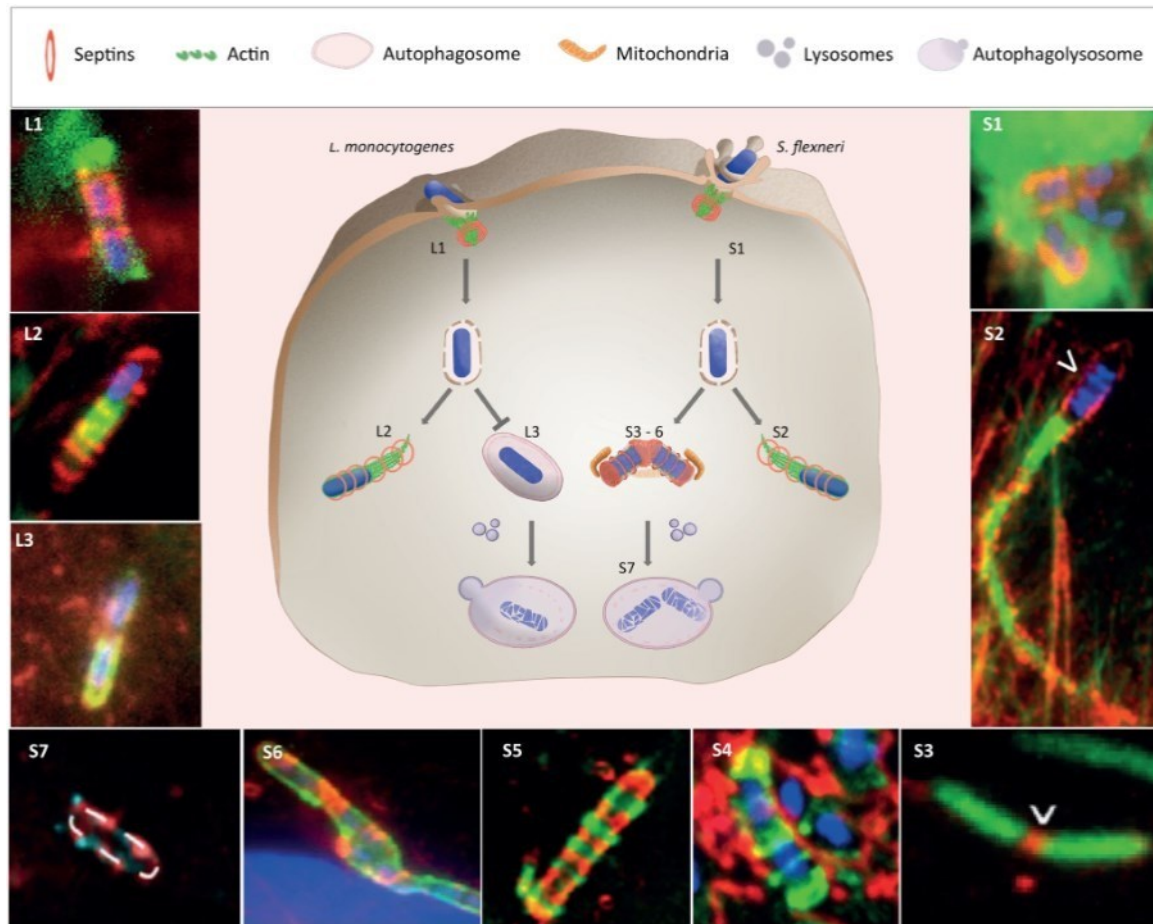 Septins Actin Autophagosome Mitochondria Lysosomes Autophagolysosome
L1
L. monocytogenes
S. flexneri
S1
L1
S1
L2
S2
L2
L3
S3 - 6
S2
L3
S7
S7
S6
S5
S4
S3